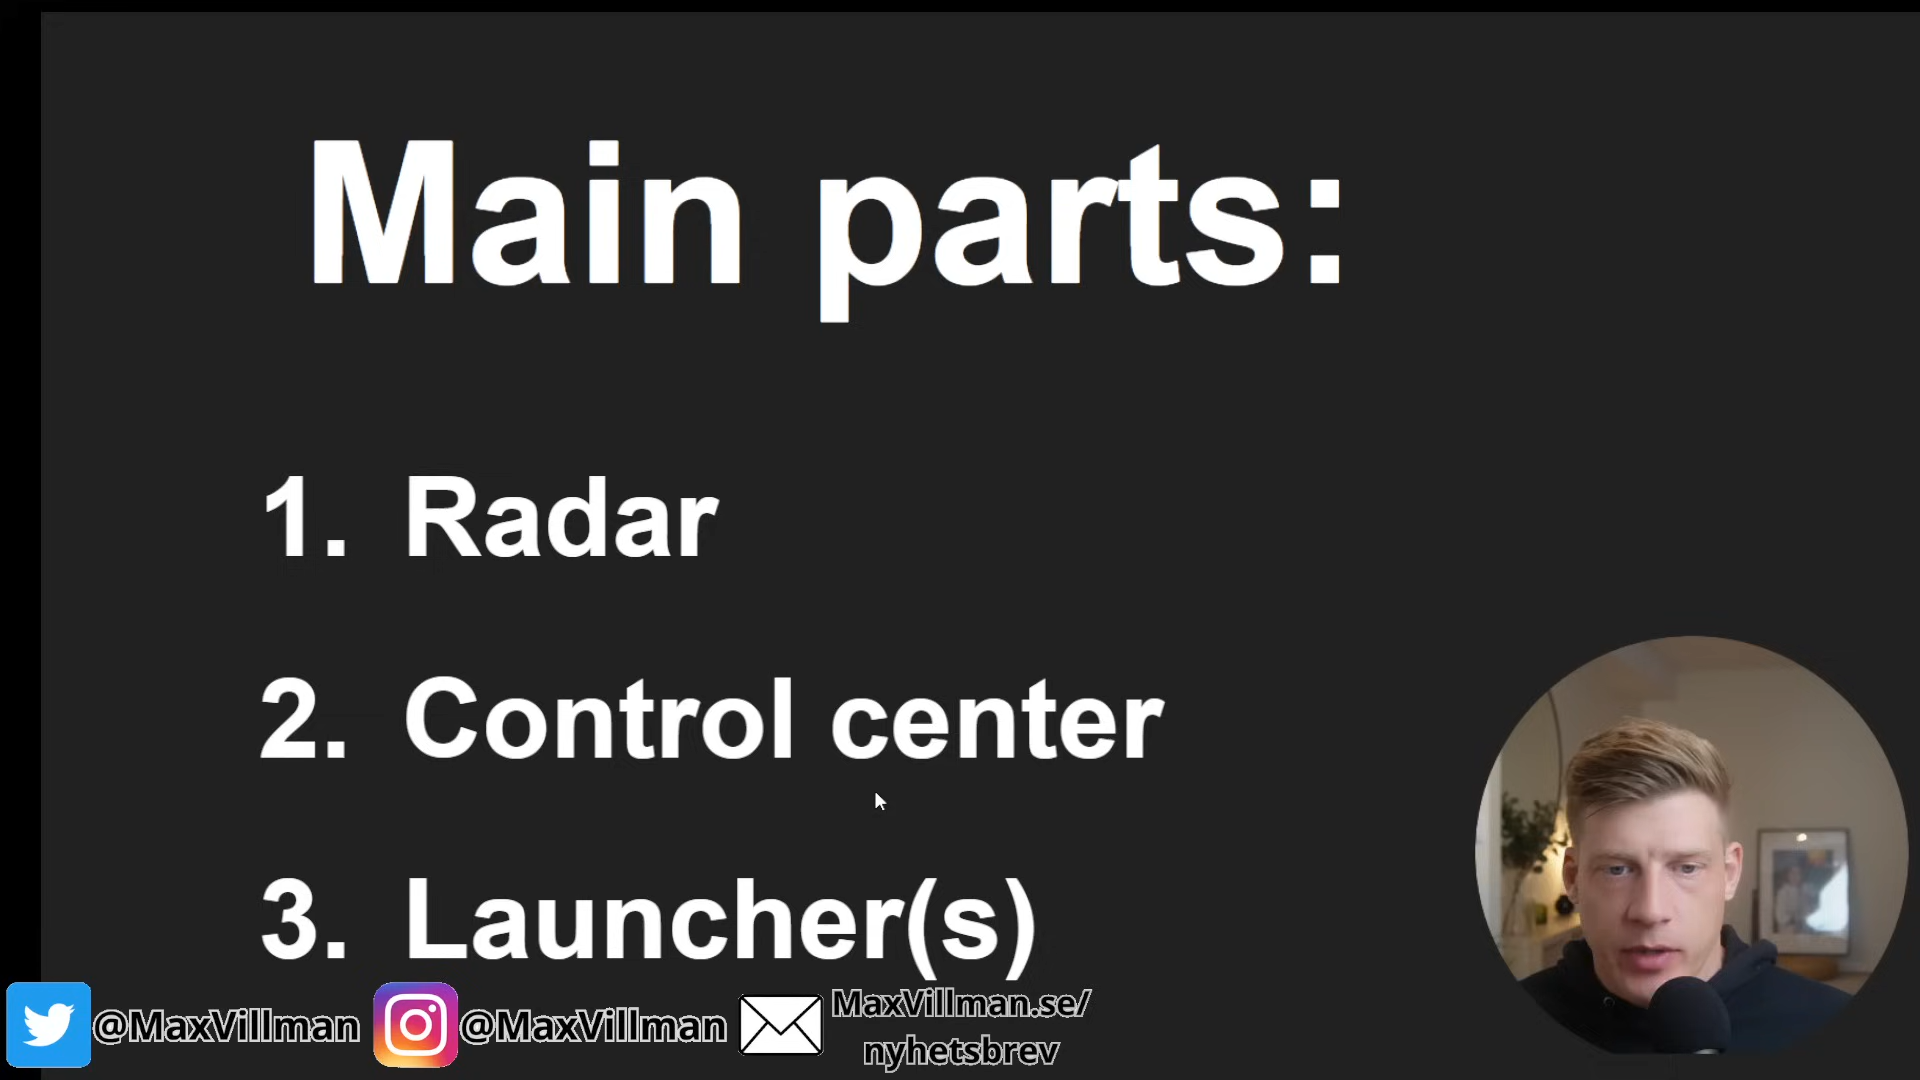 Main parts:
1. Radar
2. Control center
3. Launcher(s)
@MaxVillman
@MaxVillman
MaxVillman.se/
nyhetsbrev